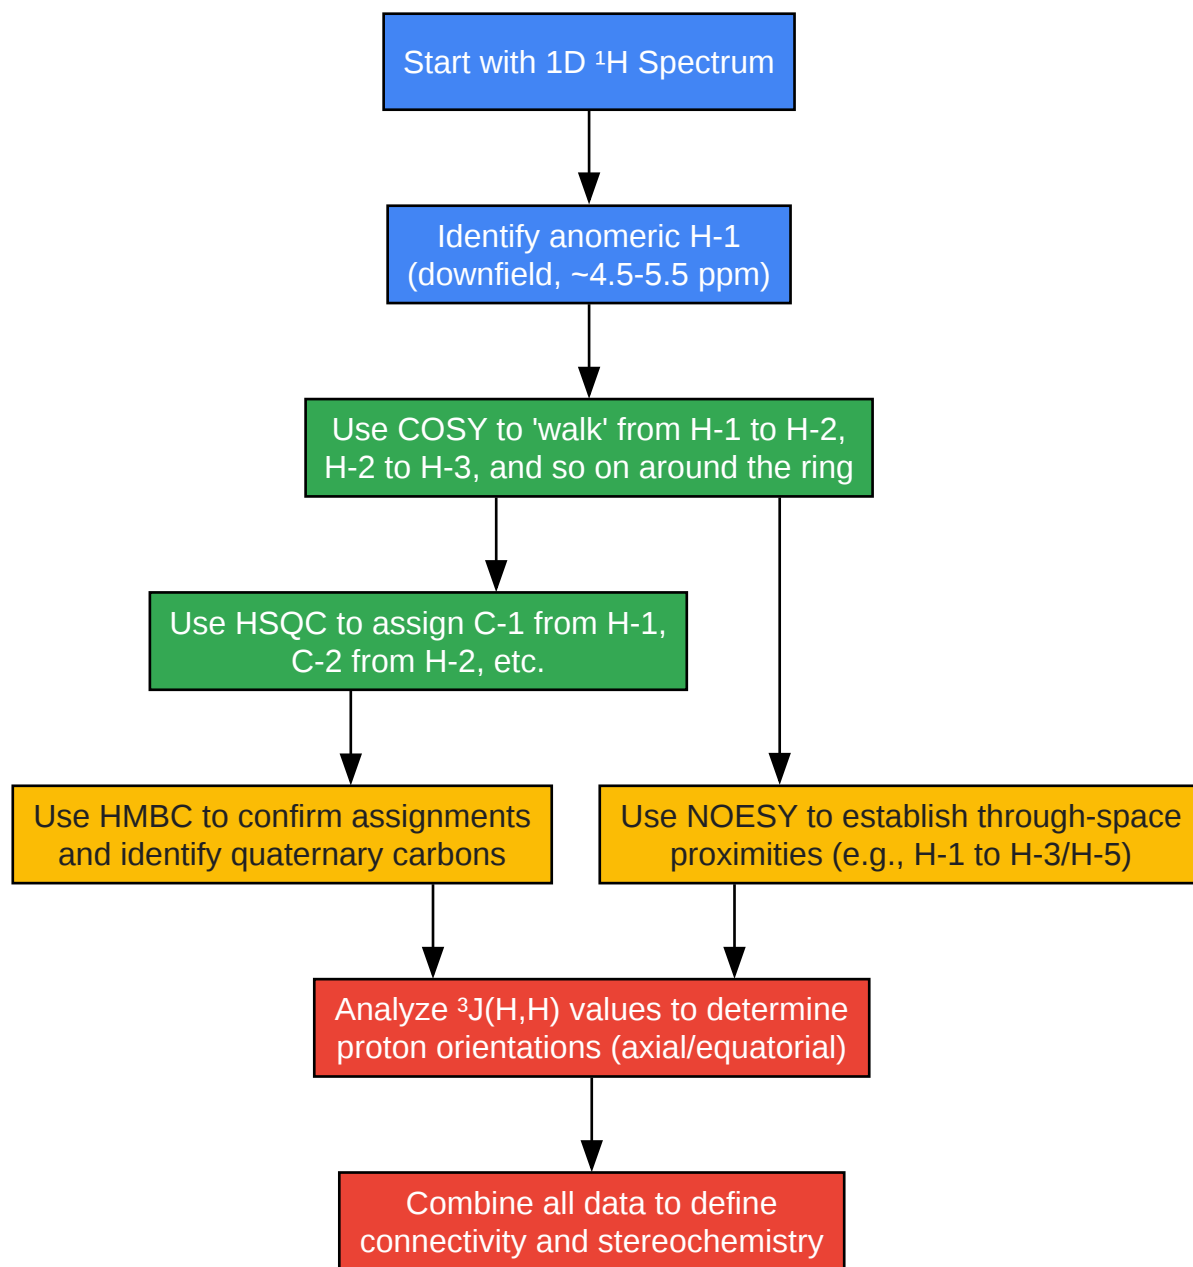 Start with 1D ¹H Spectrum
Identify anomeric H-1
(downfield, ~4.5-5.5 ppm)
Use COSY to 'walk' from H-1 to H-2,
H-2 to H-3, and so on around the ring
Use HSQC to assign C-1 from H-1,
C-2 from H-2, etc.
Use HMBC to confirm assignments
and identify quaternary carbons
Use NOESY to establish through-space
proximities (e.g., H-1 to H-3/H-5)
Analyze ³J(H,H) values to determine
proton orientations (axial/equatorial)
Combine all data to define
connectivity and stereochemistry